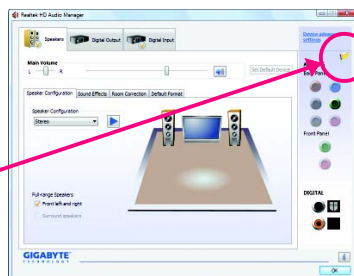 Realtek HD Audio Manager
Speakers
Digital Output
Digital Input
Device advanced settings
Main Volume
L
R
Set Default Device
Speaker Configuration
Sound Effects
Room Correction
Default Format
Speaker Configuration
Stereo
Front Panel
Full-range Speakers
Front left and right
Surround speakers
DIGITAL
GIGABYTE
TECHNOLOGY
OK